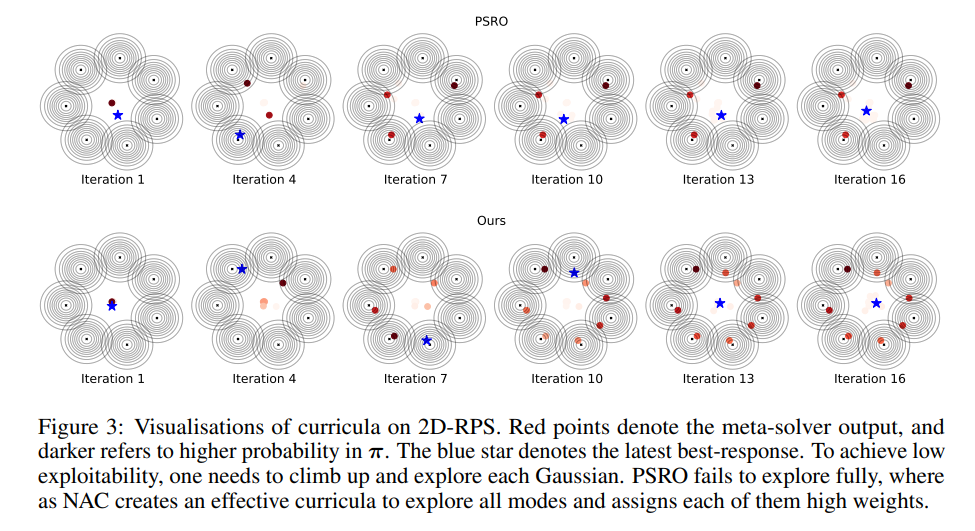 PSRO
Iteration 1 Iteration 4 Iteration 7 Iteration 10 Iteration 13 Iteration 16
Ours
Iteration 1 Iteration 4 Iteration 7 Iteration 10 Iteration 13 Iteration 16
Figure 3: Visualisations of curricula on 2D-RPS. Red points denote the meta-solver output, and
darker refers to higher probability in π. The blue star denotes the latest best-response. To achieve low
exploitability, one needs to climb up and explore each Gaussian. PSRO fails to explore fully, where
as NAC creates an effective curricula to explore all modes and assigns each of them high weights.